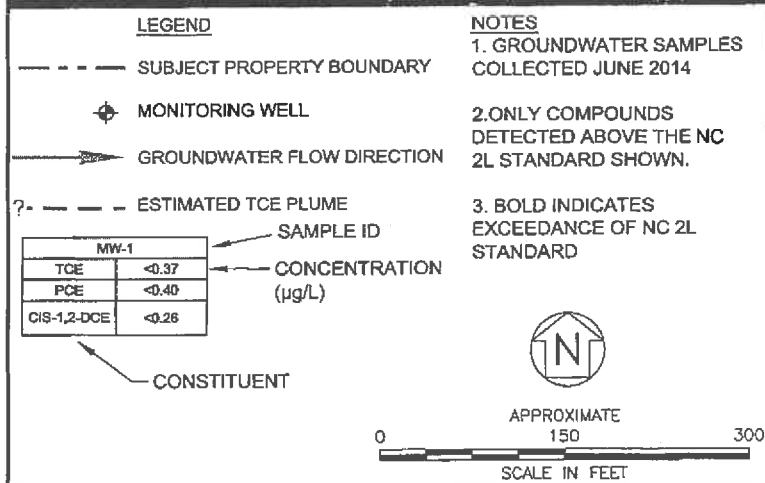 LEGEND
SUBJECT PROPERTY BOUNDARY
MONITORING WELL
GROUNDWATER FLOW DIRECTION
?
ESTIMATED TCE PLUME
SAMPLE ID
MW-1
TCE <0.37
PCE <0.40
CIS-1,2-DCE <0.26
CONCENTRATION
(µg/L)
CONSTITUENT
NOTES
1. GROUNDWATER SAMPLES
COLLECTED JUNE 2014
2.ONLY COMPOUNDS
DETECTED ABOVE THE NC
2L STANDARD SHOWN.
3. BOLD INDICATES
EXCEEDANCE OF NC 2L
STANDARD
N
APPROXIMATE
0 150 300
SCALE IN FEET